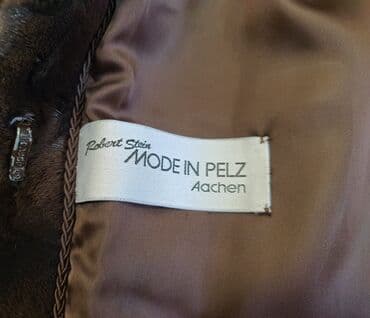 Robert Stein
MODE IN PELZ
Aachen